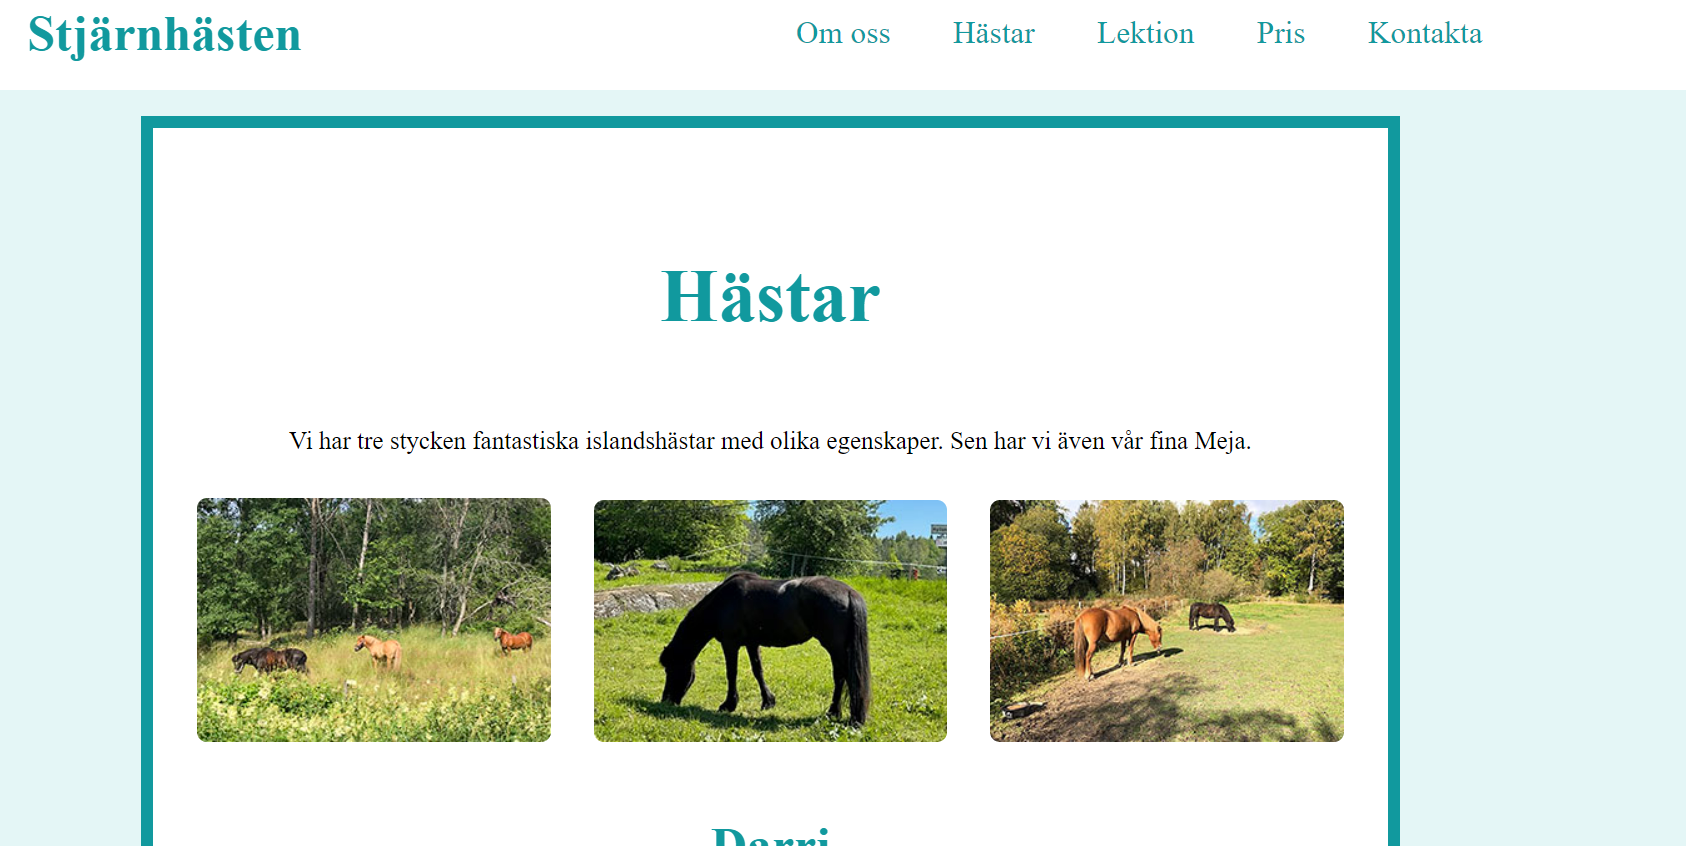 Stjärnhästen
Om oss Hästar Lektion Pris Kontakta
Hästar
Vi har tre stycken fantastiska islandshästar med olika egenskaper. Sen har vi även vår fina Meja.
Darri